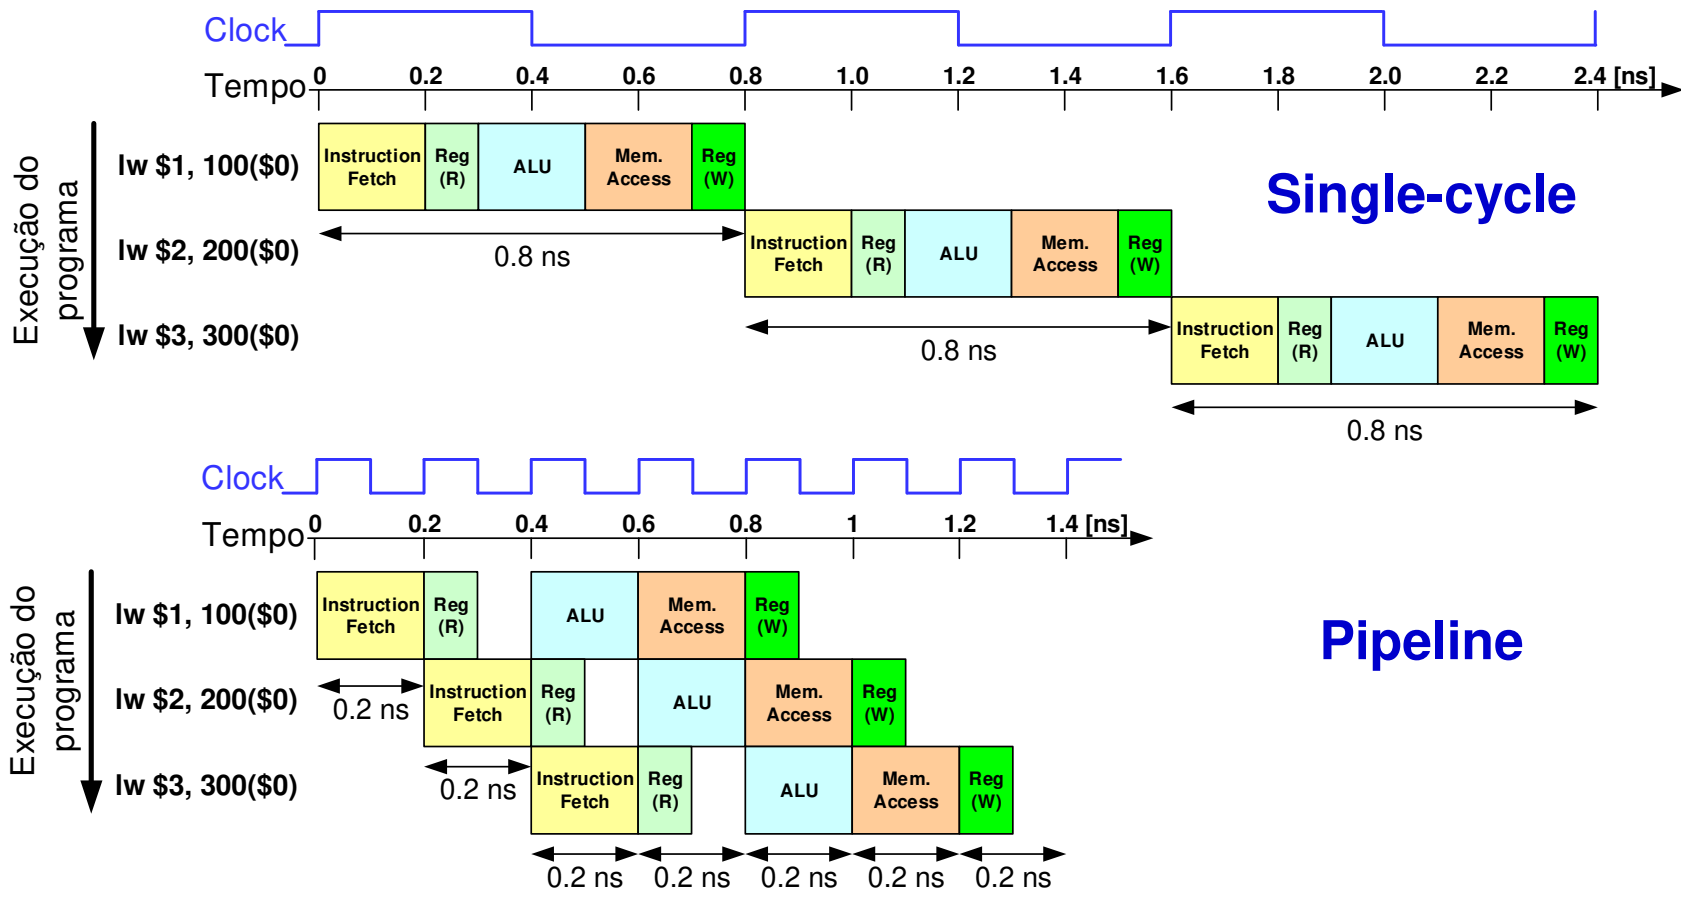 Clock
Tempo 0 0.2 0.4 0.6 0.8 1.0 1.2 1.4 1.6 1.8 2.0 2.2 2.4 [ns]
Execução do
programa
lw $1, 100($0)
Instruction Fetch
Reg (R)
ALU
Mem. Access
Reg (W)
Single-cycle
0.8 ns
lw $2, 200($0)
Instruction Fetch
Reg (R)
ALU
Mem. Access
Reg (W)
0.8 ns
lw $3, 300($0)
Instruction Fetch
Reg (R)
ALU
Mem. Access
Reg (W)
0.8 ns
Clock
Tempo 0 0.2 0.4 0.6 0.8 1 1.2 1.4 [ns]
Execução do
programa
lw $1, 100($0)
Instruction Fetch
Reg (R)
ALU
Mem. Access
Reg (W)
Pipeline
0.2 ns
lw $2, 200($0)
Instruction Fetch
Reg (R)
ALU
Mem. Access
Reg (W)
0.2 ns
lw $3, 300($0)
Instruction Fetch
Reg (R)
ALU
Mem. Access
Reg (W)
0.2 ns 0.2 ns 0.2 ns 0.2 ns 0.2 ns